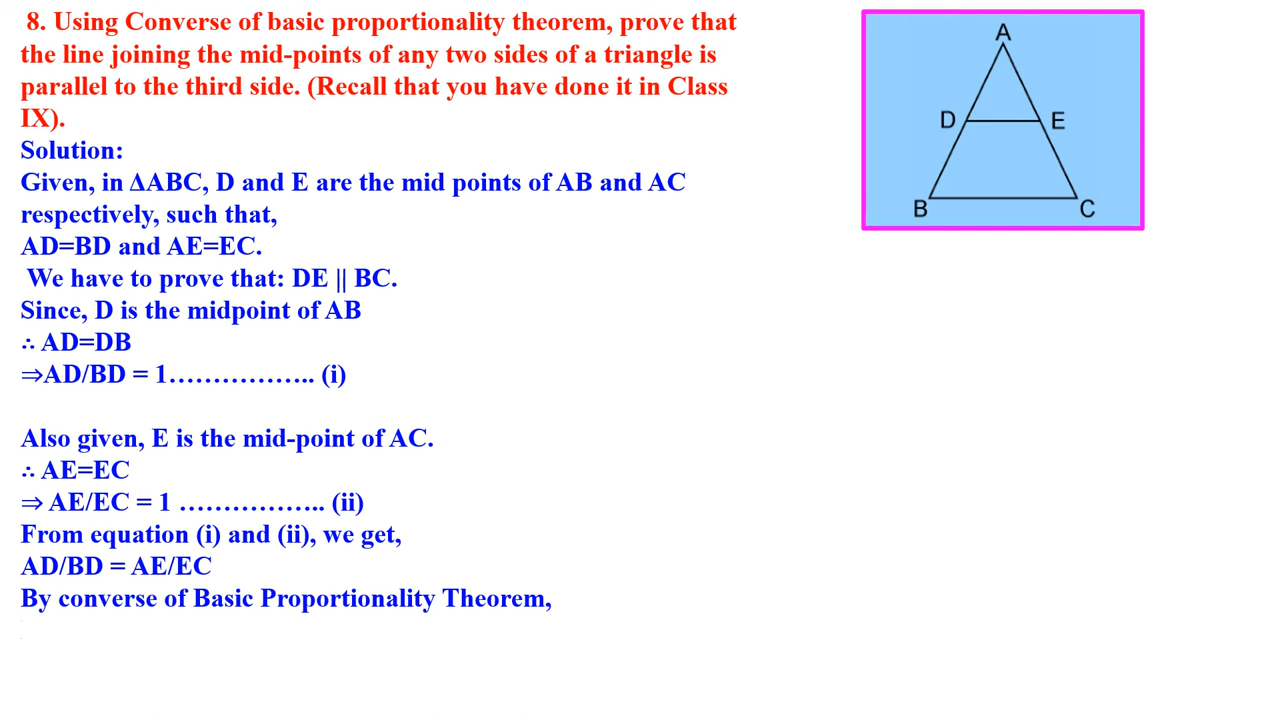 8. Using Converse of basic proportionality theorem, prove that
the line joining the mid-points of any two sides of a triangle is
parallel to the third side. (Recall that you have done it in Class
IX).
Solution:
Given, in ΔABC, D and E are the mid points of AB and AC
respectively, such that,
AD=BD and AE=EC.
We have to prove that: DE || BC.
Since, D is the midpoint of AB
∴ AD=DB
⇒AD/BD = 1…………….. (i)
Also given, E is the mid-point of AC.
∴ AE=EC
⇒ AE/EC = 1 …………….. (ii)
From equation (i) and (ii), we get,
AD/BD = AE/EC
By converse of Basic Proportionality Theorem,
A
D E
B C